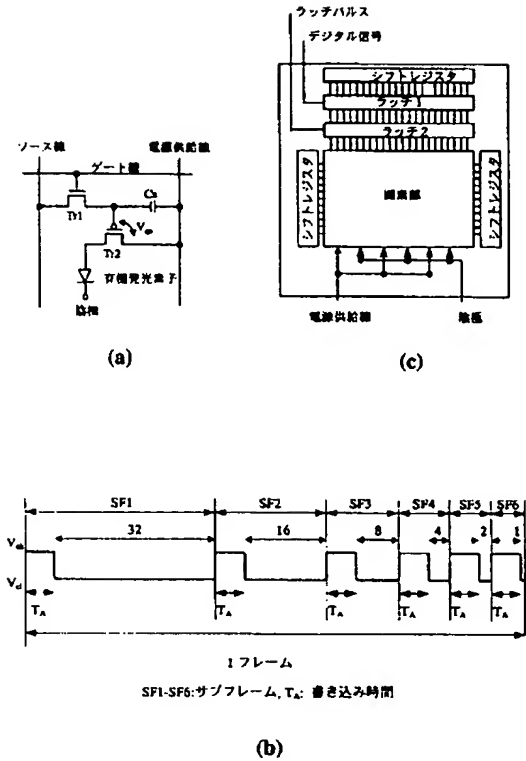 ラッチパルス
デジタル信号
シフトレジスタ
ラッチ1
ラッチ2
シフトレジスタ
画素部
シフトレジスタ
電源供給線
陰極
(c)
ソース線
電源供給線
ゲート線
Cs
Tr1
Tr2
有機発光素子
陰極
(a)
SF1
SF2
SF3
SF4
SF5
SF6
32
16
8
4
2
1
TA
TA
TA
TA
TA
TA
1フレーム
SF1-SF6:サブフレーム, TA: 書き込み時間
(b)